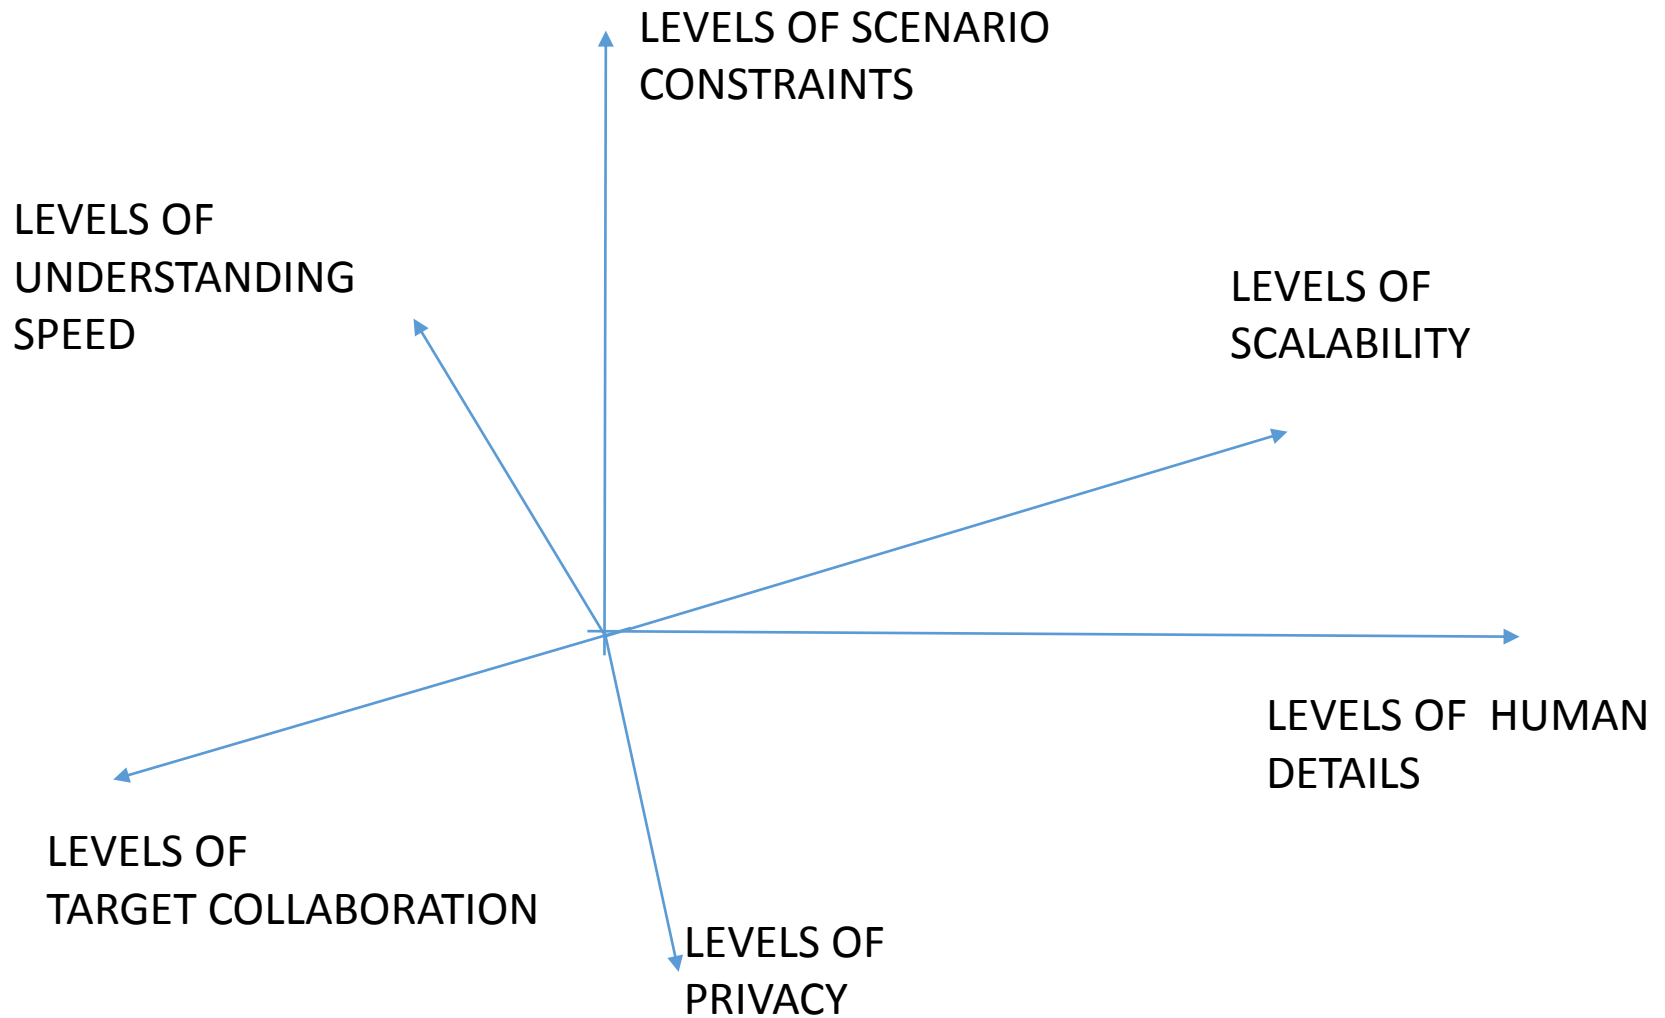 LEVELS OF SCENARIO
CONSTRAINTS
LEVELS OF
UNDERSTANDING
SPEED
LEVELS OF
SCALABILITY
LEVELS OF  HUMAN
DETAILS
LEVELS OF
TARGET COLLABORATION
LEVELS OF
PRIVACY